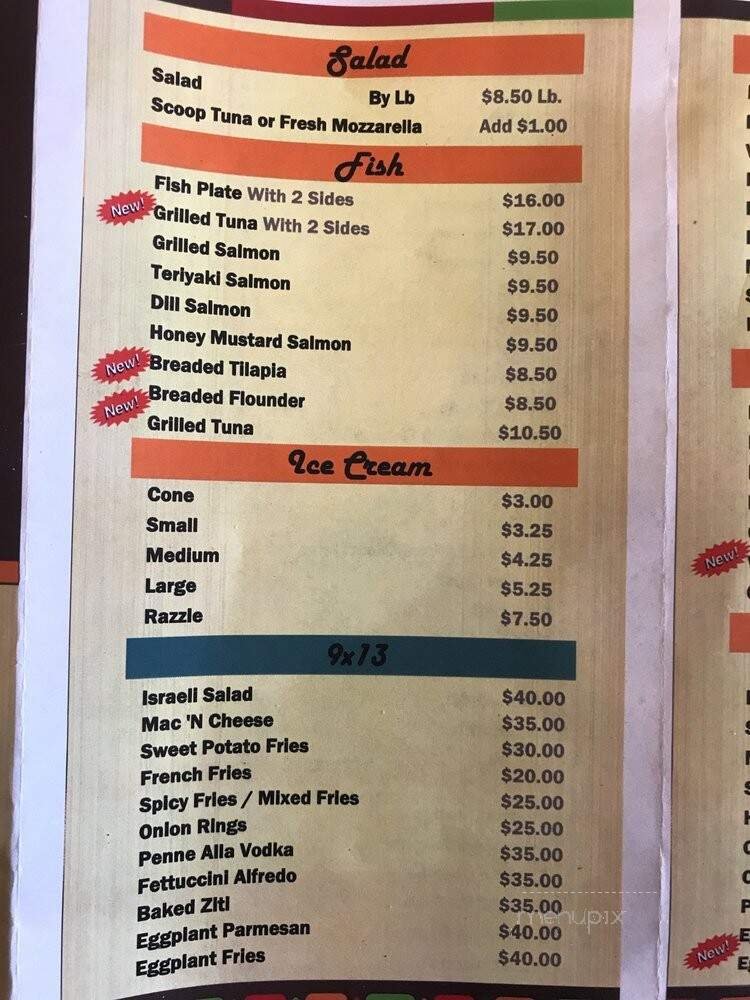 Salad
Salad By Lb $8.50 Lb.
Scoop Tuna or Fresh Mozzarella Add $1.00
Fish
Fish Plate With 2 Sides $16.00
New! Grilled Tuna With 2 Sides $17.00
Grilled Salmon $9.50
Teriyaki Salmon $9.50
Dill Salmon $9.50
Honey Mustard Salmon $9.50
New! Breaded Tilapia $8.50
New! Breaded Flounder $8.50
Grilled Tuna $10.50
Ice Cream
Cone $3.00
Small $3.25
Medium $4.25
Large $5.25
Razzle $7.50
9x13
Israeli Salad $40.00
Mac 'N Cheese $35.00
Sweet Potato Fries $30.00
French Fries $20.00
Spicy Fries / Mixed Fries $25.00
Onion Rings $25.00
Penne Alla Vodka $35.00
Fettuccini Alfredo $35.00
Baked Ziti $35.00
Eggplant Parmesan $40.00
Eggplant Fries $40.00
menupix
New!
New!